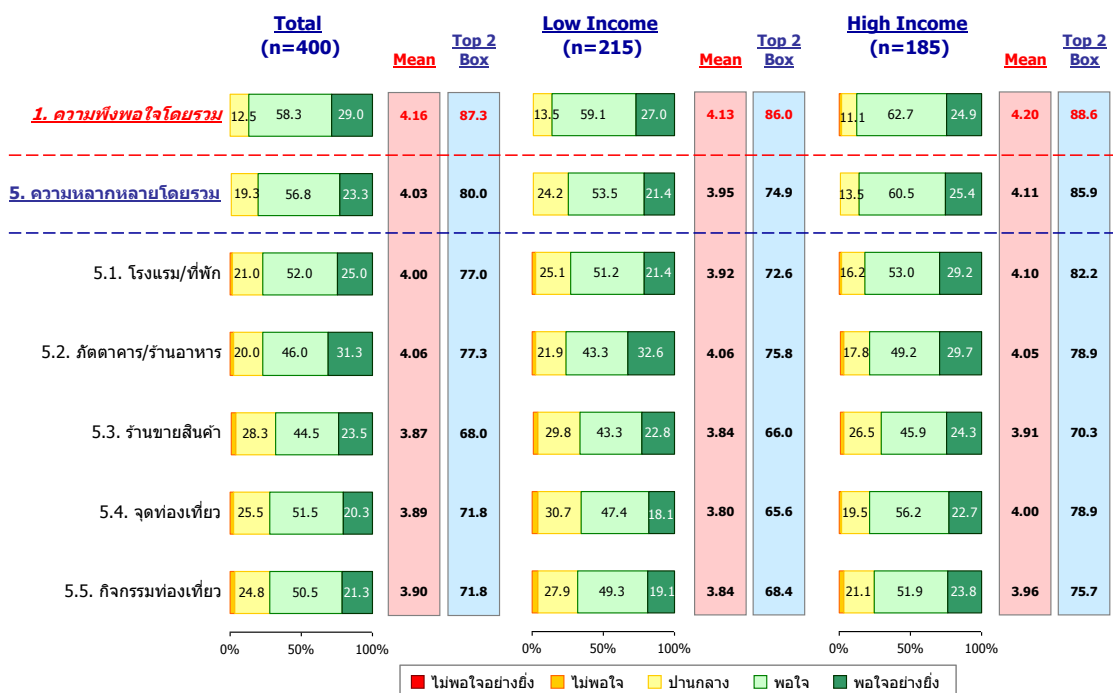 Total
(n=400)
Mean
Top 2
Box
Low Income
(n=215)
Mean
Top 2
Box
High Income
(n=185)
Mean
Top 2
Box
1. ความพึงพอใจโดยรวม 12.5 58.3 29.0 4.16 87.3 13.5 59.1 27.0 4.13 86.0 11.1 62.7 24.9 4.20 88.6
5. ความหลากหลายโดยรวม 19.3 56.8 23.3 4.03 80.0 24.2 53.5 21.4 3.95 74.9 13.5 60.5 25.4 4.11 85.9
5.1. โรงแรม/ที่พัก 21.0 52.0 25.0 4.00 77.0 25.1 51.2 21.4 3.92 72.6 16.2 53.0 29.2 4.10 82.2
5.2. ภัตตาคาร/ร้านอาหาร 20.0 46.0 31.3 4.06 77.3 21.9 43.3 32.6 4.06 75.8 17.8 49.2 29.7 4.05 78.9
5.3. ร้านขายสินค้า 28.3 44.5 23.5 3.87 68.0 29.8 43.3 22.8 3.84 66.0 26.5 45.9 24.3 3.91 70.3
5.4. จุดท่องเที่ยว 25.5 51.5 20.3 3.89 71.8 30.7 47.4 18.1 3.80 65.6 19.5 56.2 22.7 4.00 78.9
5.5. กิจกรรมท่องเที่ยว 24.8 50.5 21.3 3.90 71.8 27.9 49.3 19.1 3.84 68.4 21.1 51.9 23.8 3.96 75.7
0% 50% 100% 0% 50% 100% 0% 50% 100%
ไม่พอใจอย่างยิ่ง ไม่พอใจ ปานกลาง พอใจ พอใจอย่างยิ่ง